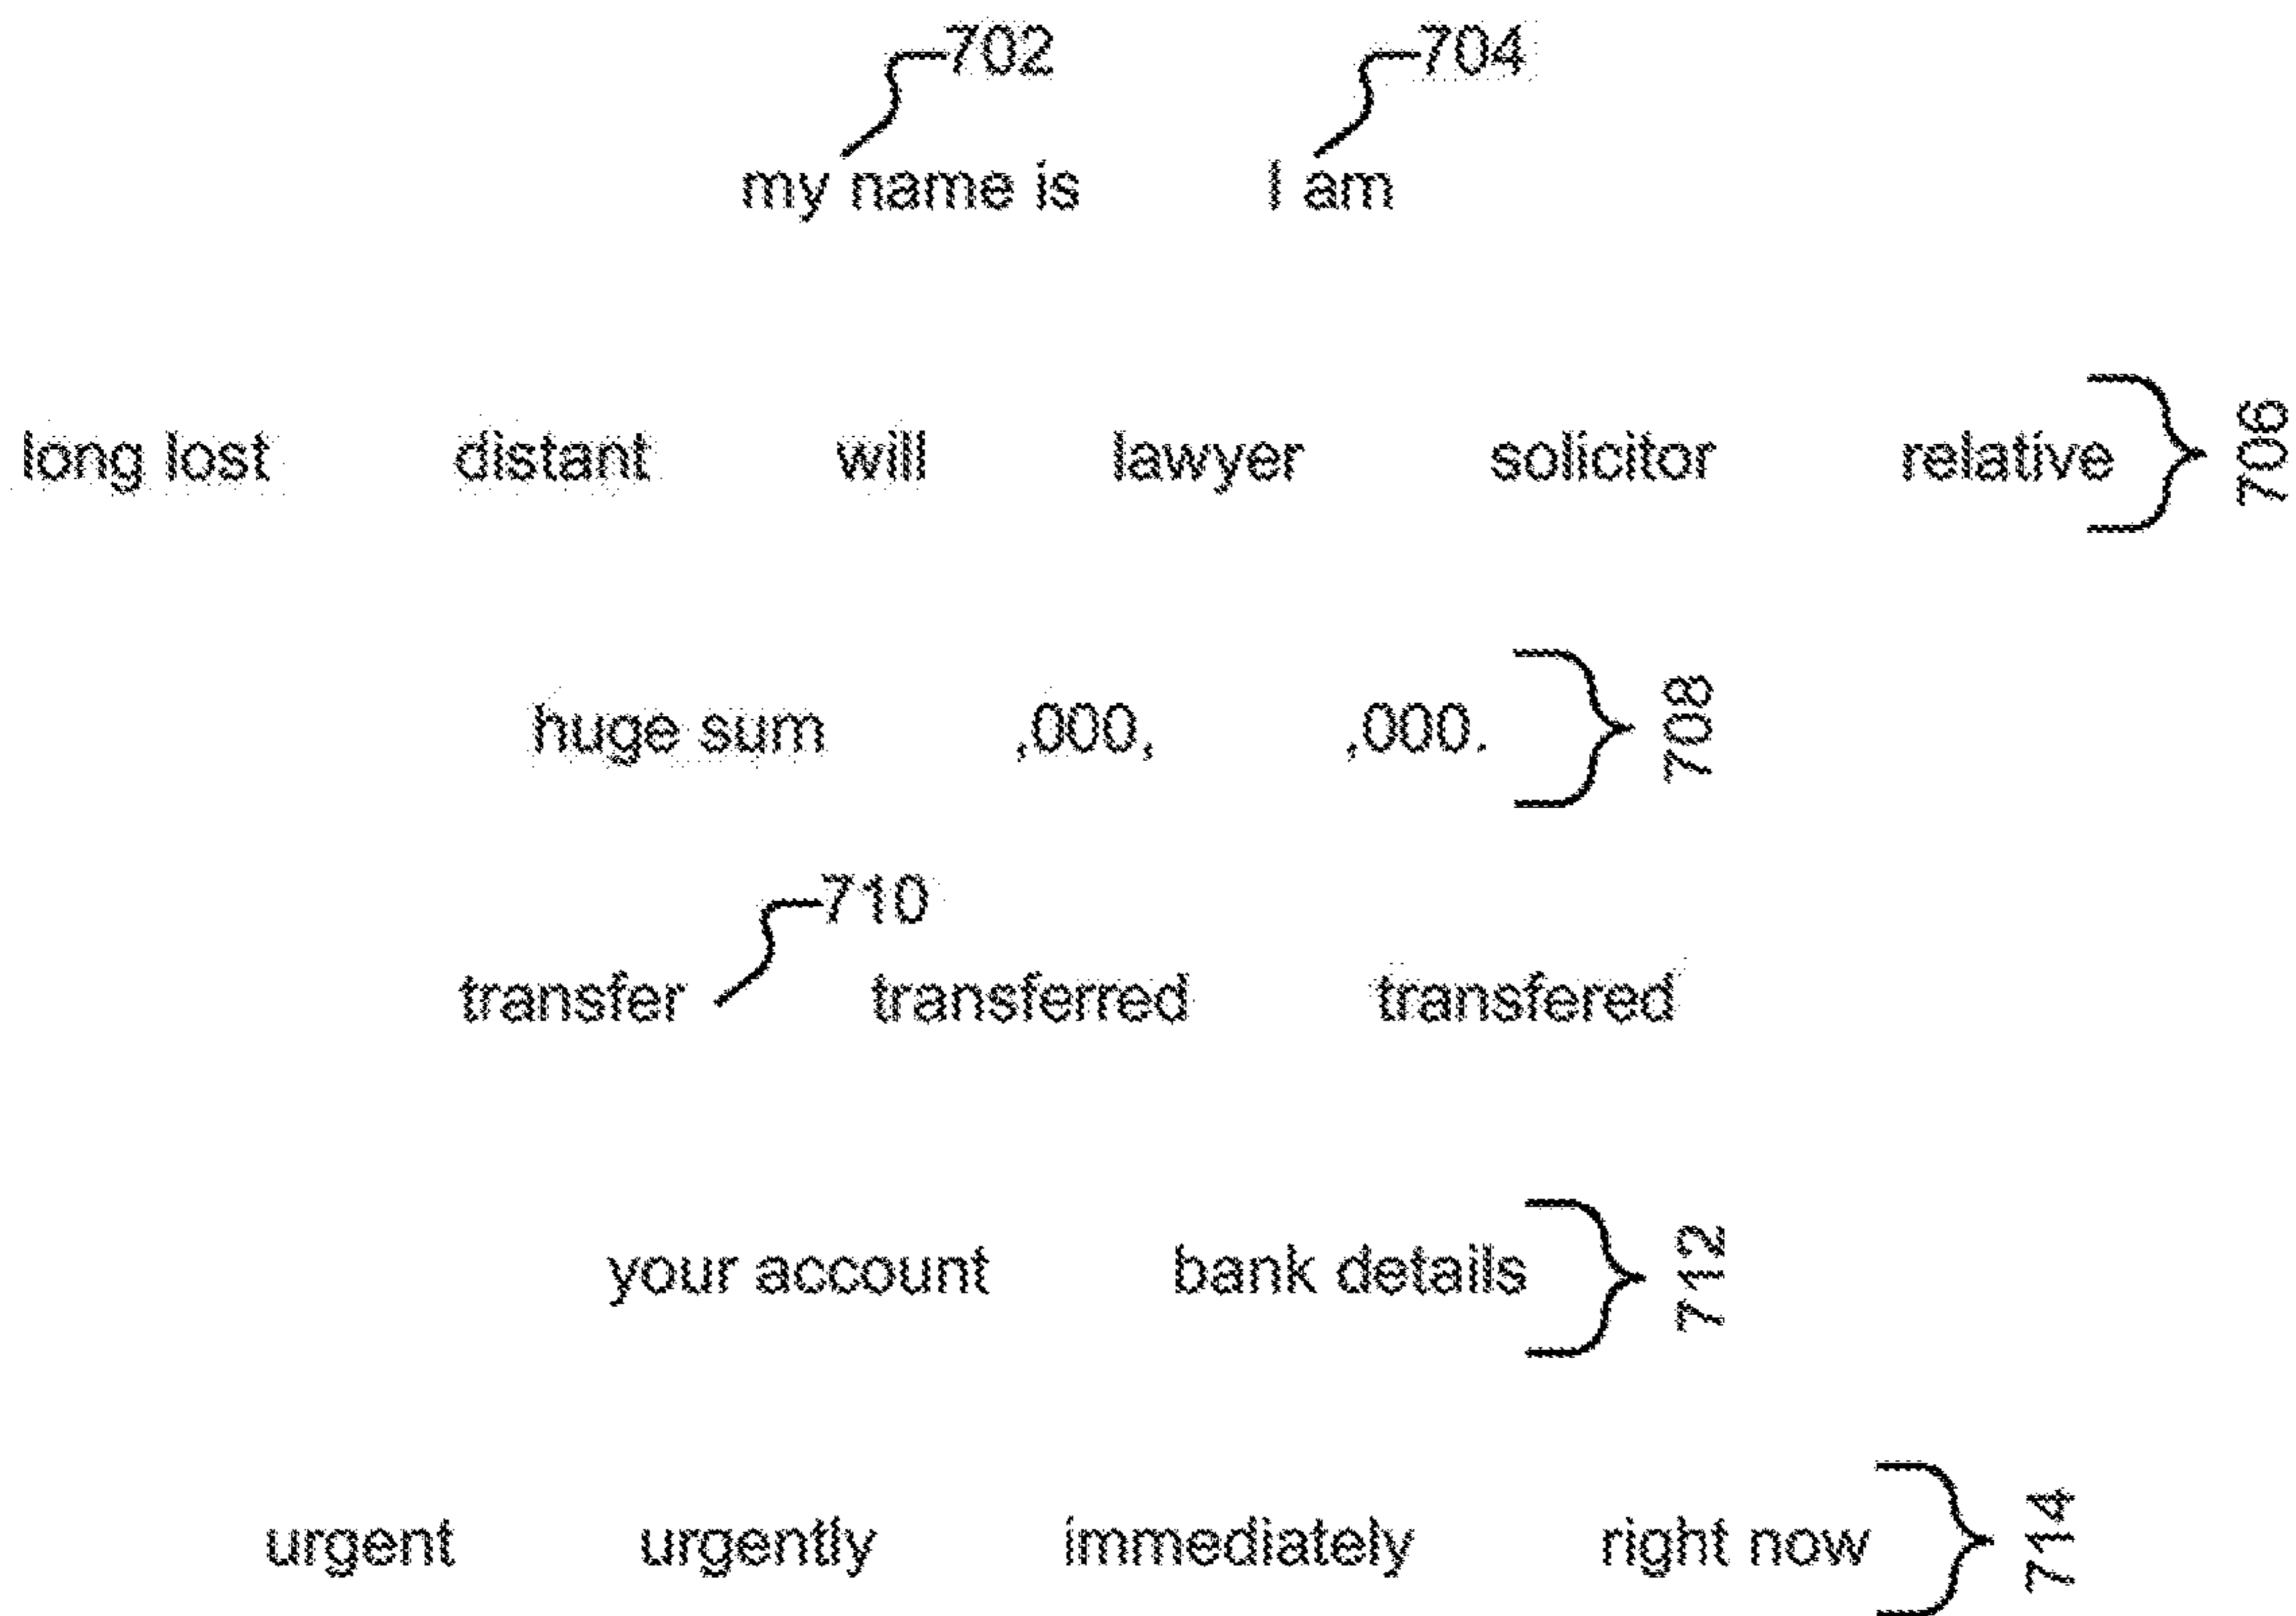 702 704
my name is I am
long lost distant will lawyer solicitor relative 706
huge sum ,000, ,000. 708
710
transfer transferred transfered
your account bank details 712
urgent urgently immediately right now 714